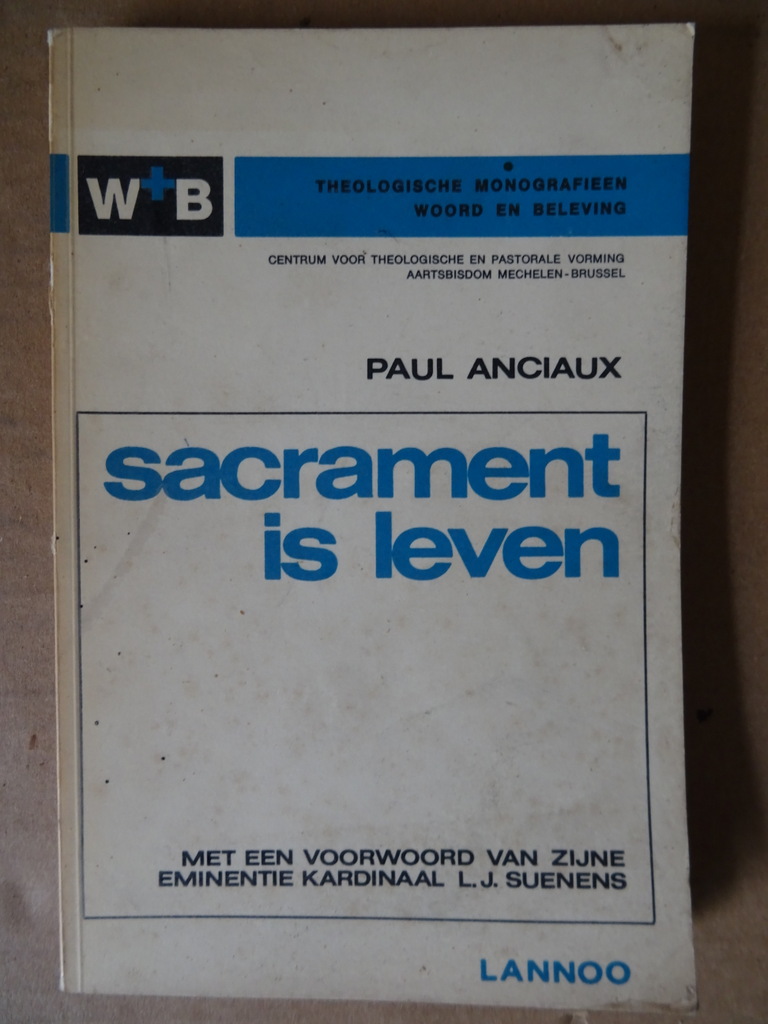 W+B
THEOLOGISCHE MONOGRAFIEEN
WOORD EN BELEVING
CENTRUM VOOR THEOLOGISCHE EN PASTORALE VORMING
AARTSBISDOM MECHELEN-BRUSSEL
PAUL ANCIAUX
sacrament
is leven
MET EEN VOORWOORD VAN ZIJNE
EMINENTIE KARDINAAL L.J. SUENENS
LANNOO